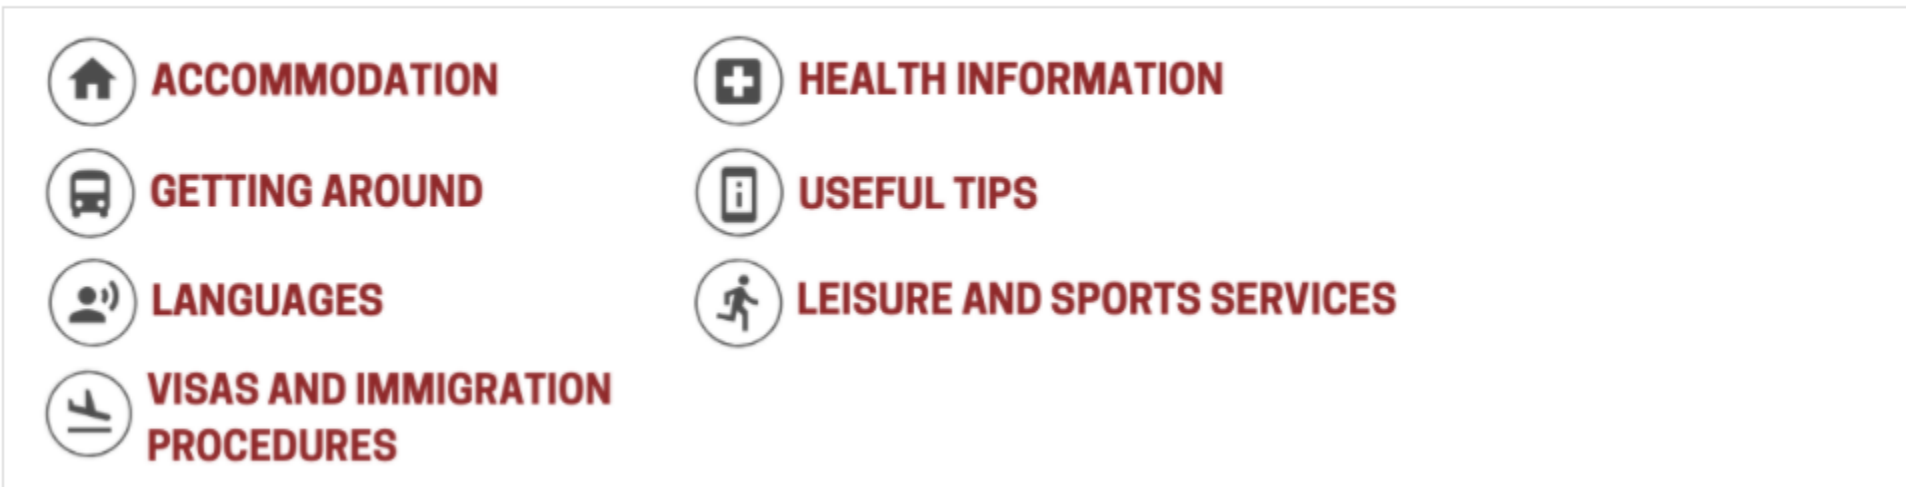 ACCOMMODATION
GETTING AROUND
LANGUAGES
VISAS AND IMMIGRATION
PROCEDURES
HEALTH INFORMATION
USEFUL TIPS
LEISURE AND SPORTS SERVICES